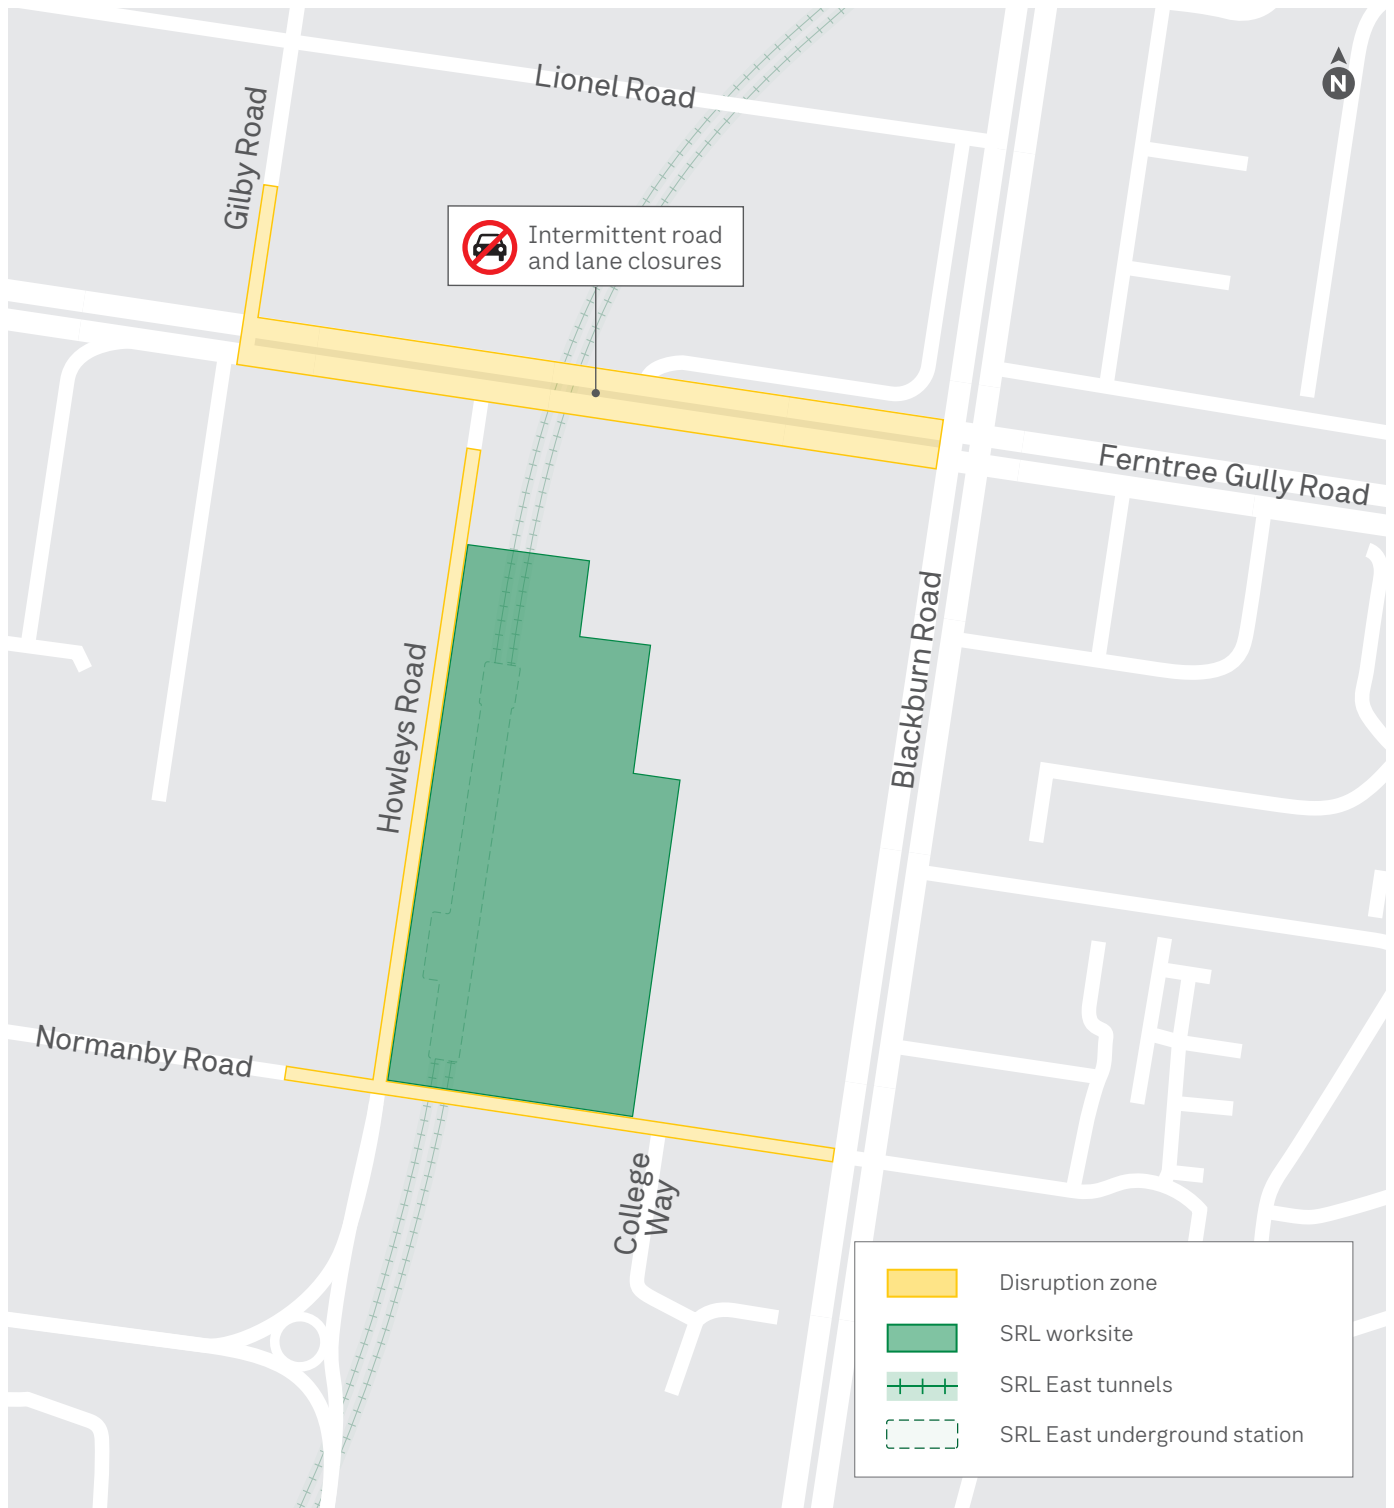 Lionel Road
N
Gilby Road
Intermittent road
and lane closures
Ferntree Gully Road
Blackburn Road
Howleys Road
Normanby Road
College
Way
Disruption zone
SRL worksite
SRL East tunnels
SRL East underground station